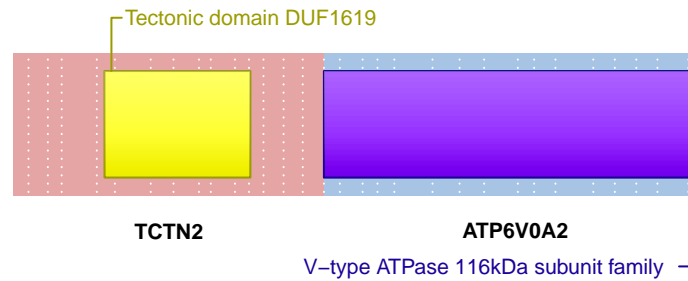 Tectonic domain DUF1619
TCTN2
ATP6V0A2
V−type ATPase 116kDa subunit family